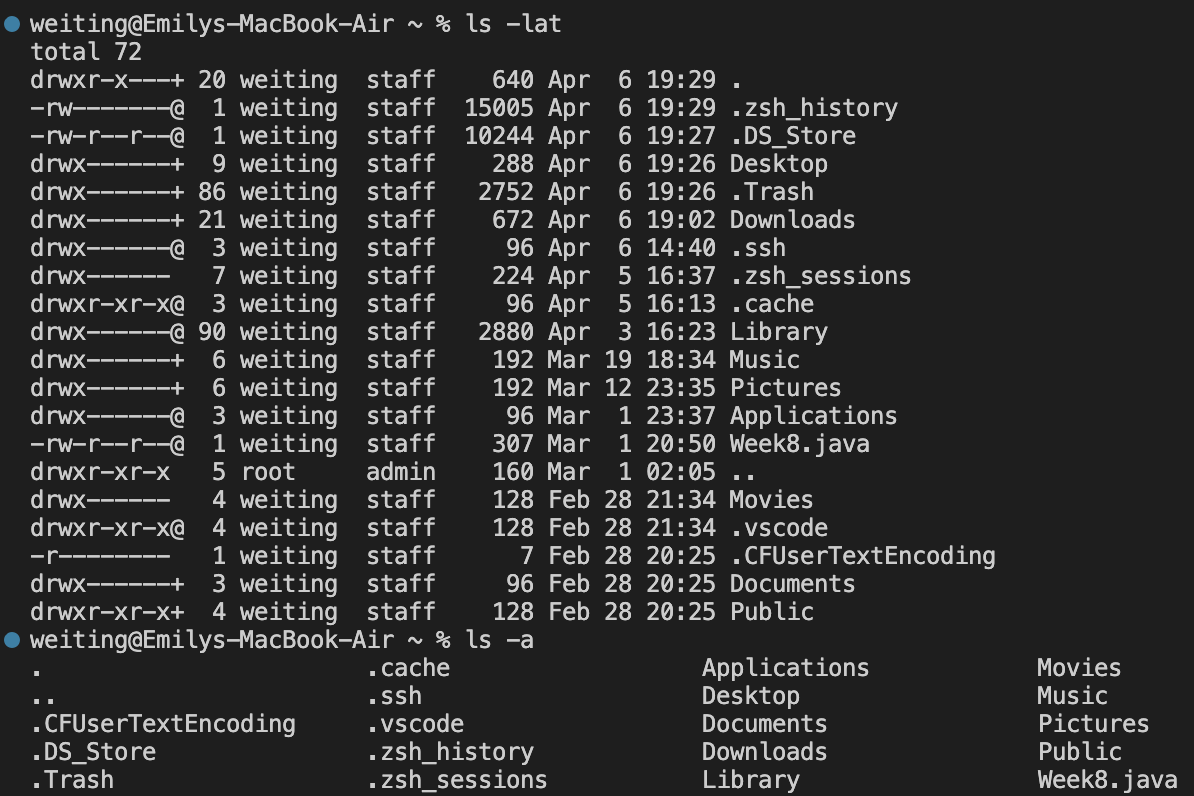 weiting@Emilys-MacBook-Air ~ % ls -lat
total 72
drwxr-x---+ 20 weiting  staff    640 Apr  6 19:29 .
-rw-------@  1 weiting  staff  15005 Apr  6 19:29 .zsh_history
-rw-r--r--@  1 weiting  staff  10244 Apr  6 19:27 .DS_Store
drwx------+  9 weiting  staff    288 Apr  6 19:26 Desktop
drwx------+ 86 weiting  staff   2752 Apr  6 19:26 .Trash
drwx------+ 21 weiting  staff    672 Apr  6 19:02 Downloads
drwx------@  3 weiting  staff     96 Apr  6 14:40 .ssh
drwx------   7 weiting  staff    224 Apr  5 16:37 .zsh_sessions
drwxr-xr-x@  3 weiting  staff     96 Apr  5 16:13 .cache
drwx------@ 90 weiting  staff   2880 Apr  3 16:23 Library
drwx------+  6 weiting  staff    192 Mar 19 18:34 Music
drwx------+  6 weiting  staff    192 Mar 12 23:35 Pictures
drwx------@  3 weiting  staff     96 Mar  1 23:37 Applications
-rw-r--r--@  1 weiting  staff    307 Mar  1 20:50 Week8.java
drwxr-xr-x   5 root     admin    160 Mar  1 02:05 ..
drwx------   4 weiting  staff    128 Feb 28 21:34 Movies
drwxr-xr-x@  4 weiting  staff    128 Feb 28 21:34 .vscode
-r--------   1 weiting  staff      7 Feb 28 20:25 .CFUserTextEncoding
drwx------+  3 weiting  staff     96 Feb 28 20:25 Documents
drwxr-xr-x+  4 weiting  staff    128 Feb 28 20:25 Public
weiting@Emilys-MacBook-Air ~ % ls -a
.                       .cache                  Applications            Movies
..                      .ssh                    Desktop                 Music
.CFUserTextEncoding     .vscode                 Documents               Pictures
.DS_Store               .zsh_history            Downloads               Public
.Trash                  .zsh_sessions           Library                 Week8.java